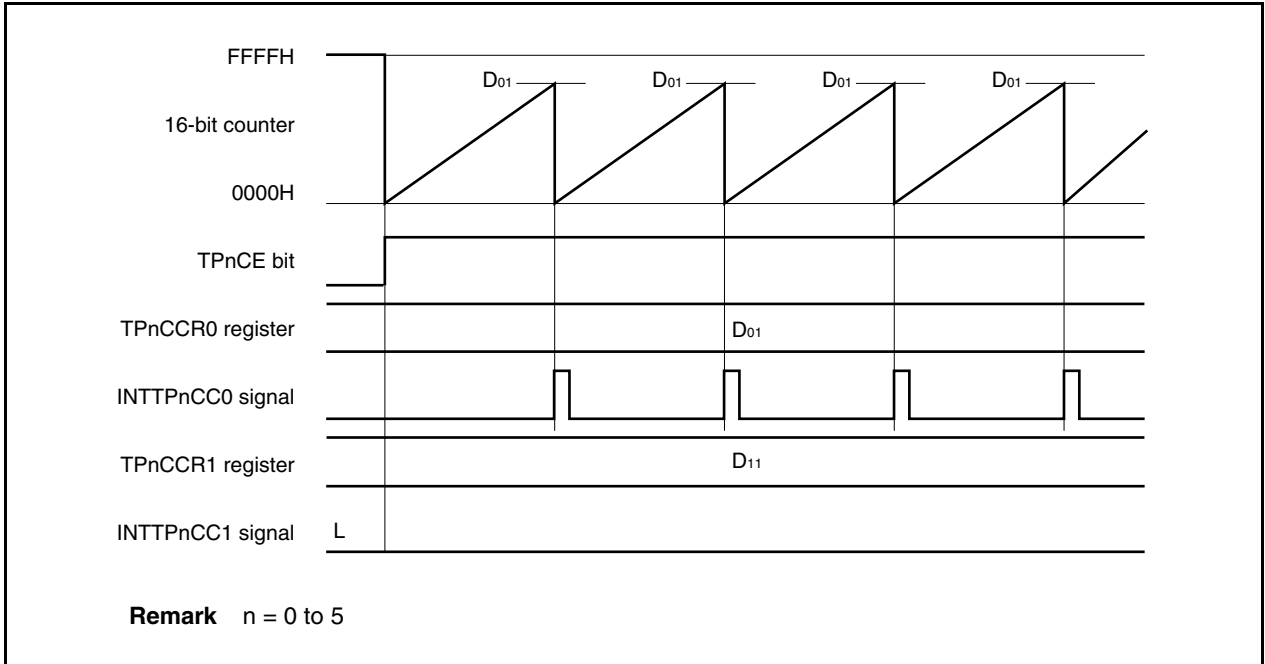 FFFFH
D01 D01 D01 D01
16-bit counter
0000H
TPnCE bit
TPnCCR0 register
D01
INTTPnCC0 signal
TPnCCR1 register
D11
INTTPnCC1 signal
L
Remark n = 0 to 5